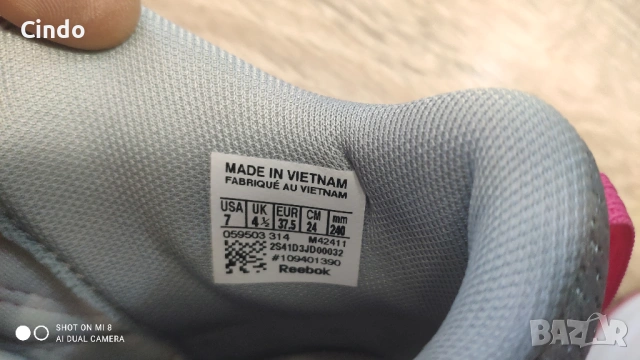 Cindo
MADE IN VIETNAM
FABRIQUÉ AU VIETNAM
USA UK EUR CM mm
7 4 ½ 37.5 24 240
059503 314 M42411
2S41D3JD00032
#109401390
Reebok
SHOT ON MI 8
AI DUAL CAMERA
BAZAR